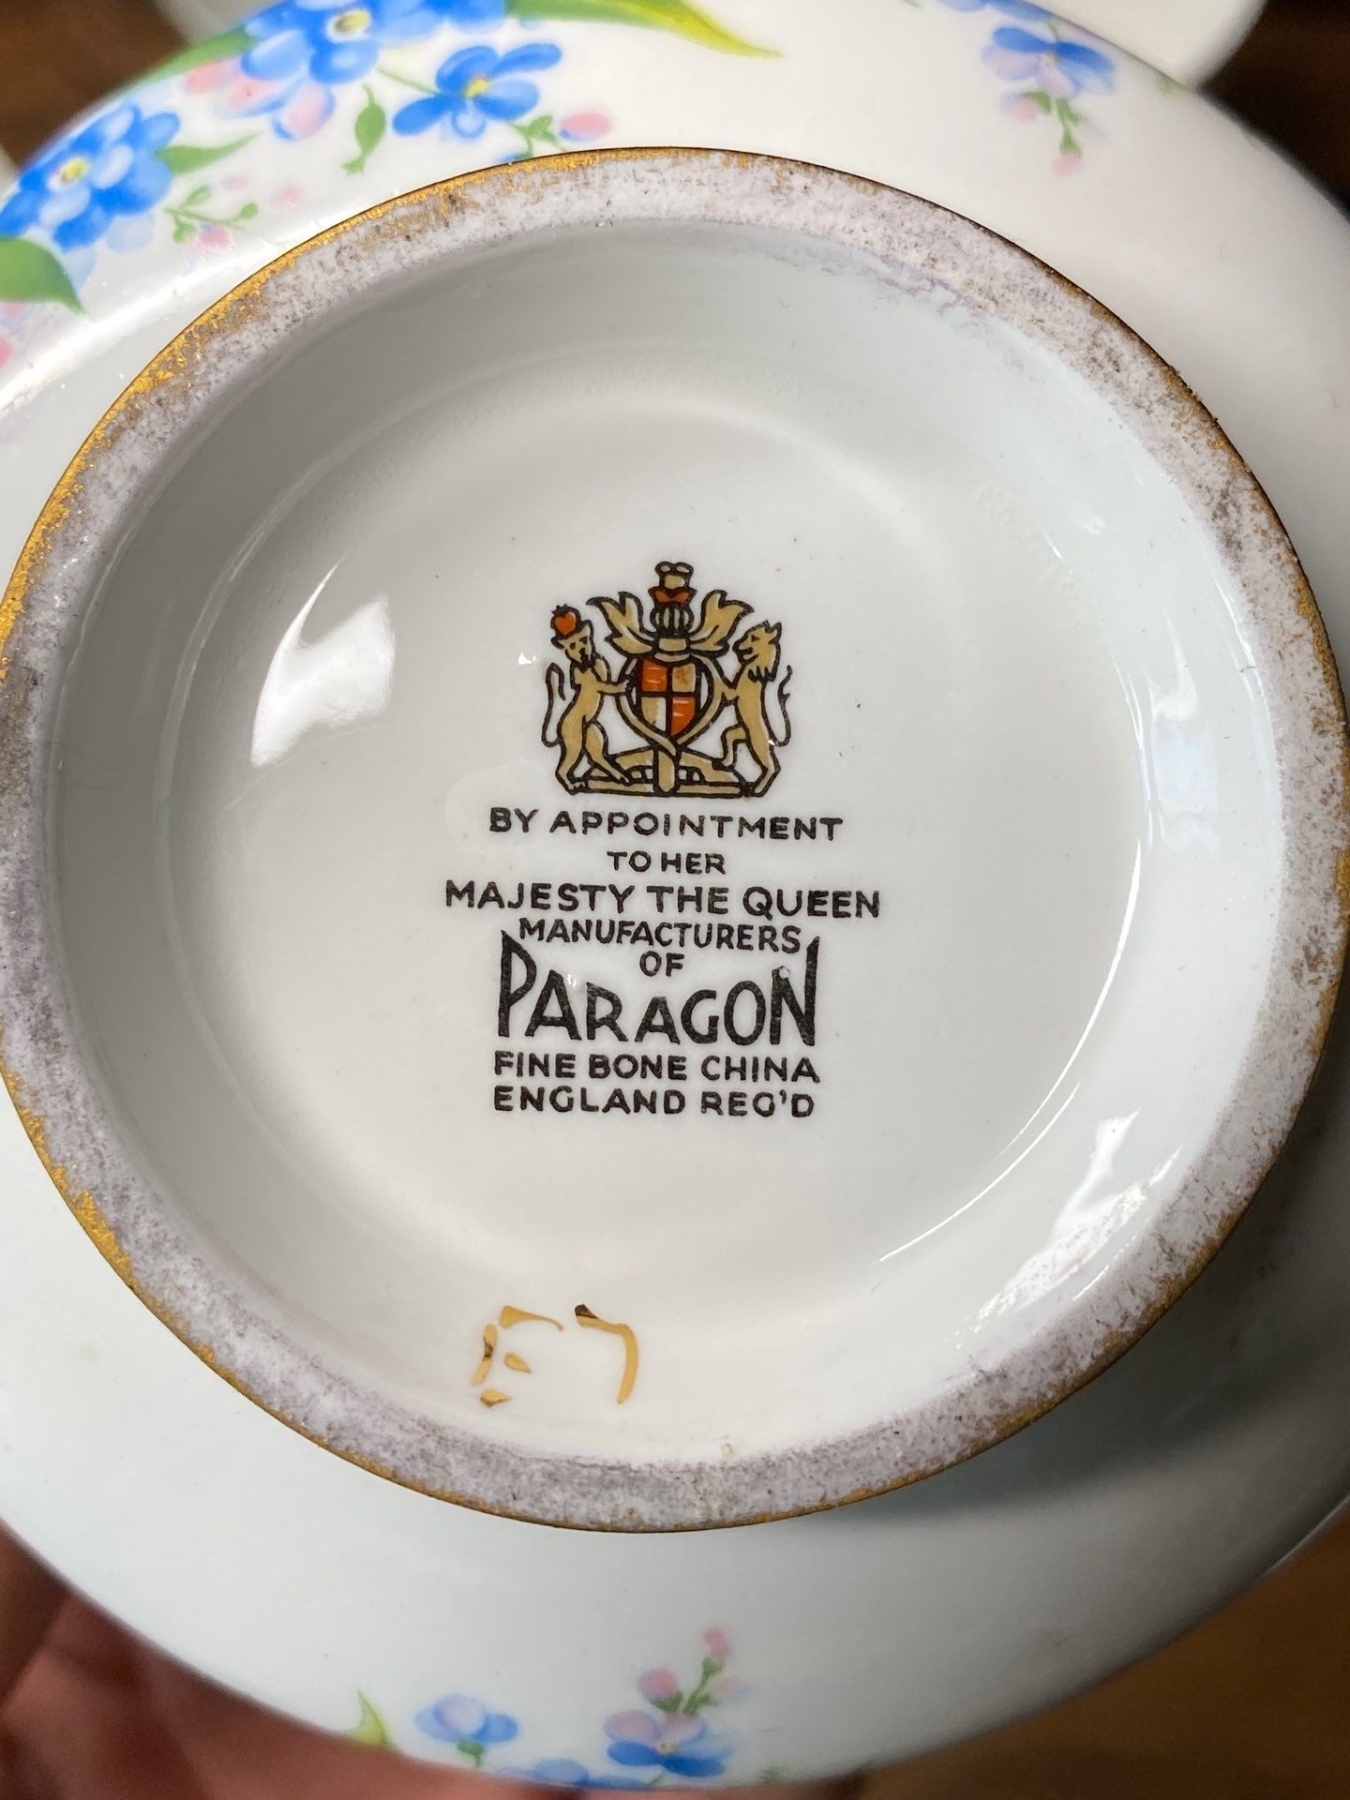 BY APPOINTMENT
TO HER
MAJESTY THE QUEEN
MANUFACTURERS
OF
PARAGON
FINE BONE CHINA
ENGLAND REG'D